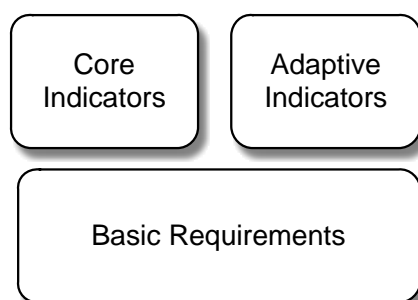 Core
Indicators
Adaptive
Indicators
Basic Requirements